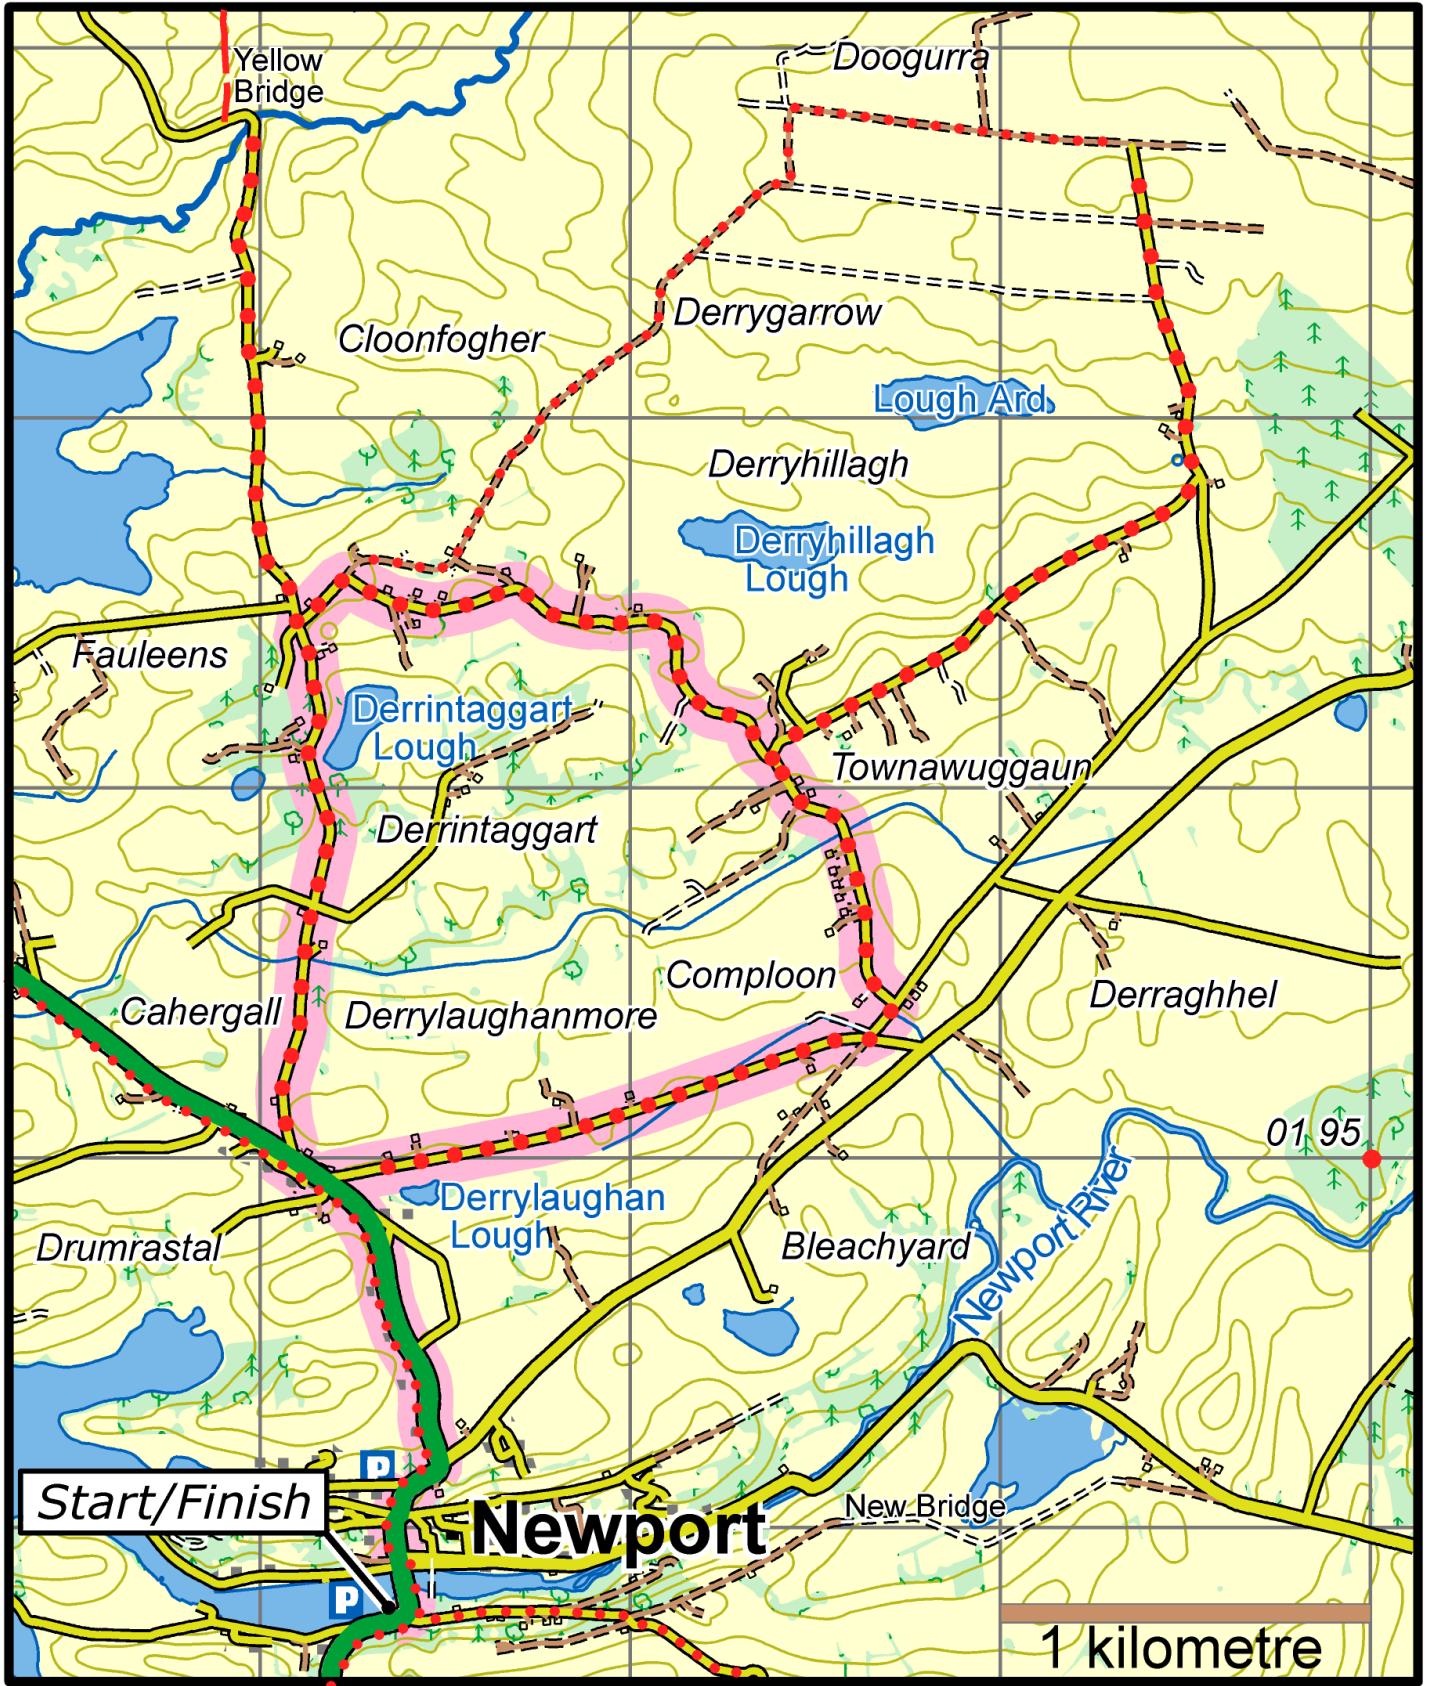 Yellow
Bridge
Doogurra
Derrygarrow
Cloonfogher
Lough Ard
Derryhillagh
Derryhillagh
Lough
Fauleens
Derrintaggart
Lough
Townawuggaun
Derrintaggart
Comploon
Derraghhel
Cahergall
Derrylaughanmore
01 95
Derrylaughan
Lough
Newport River
Drumrastal
Bleachyard
P
Start/Finish
Newport
New Bridge
P
1 kilometre